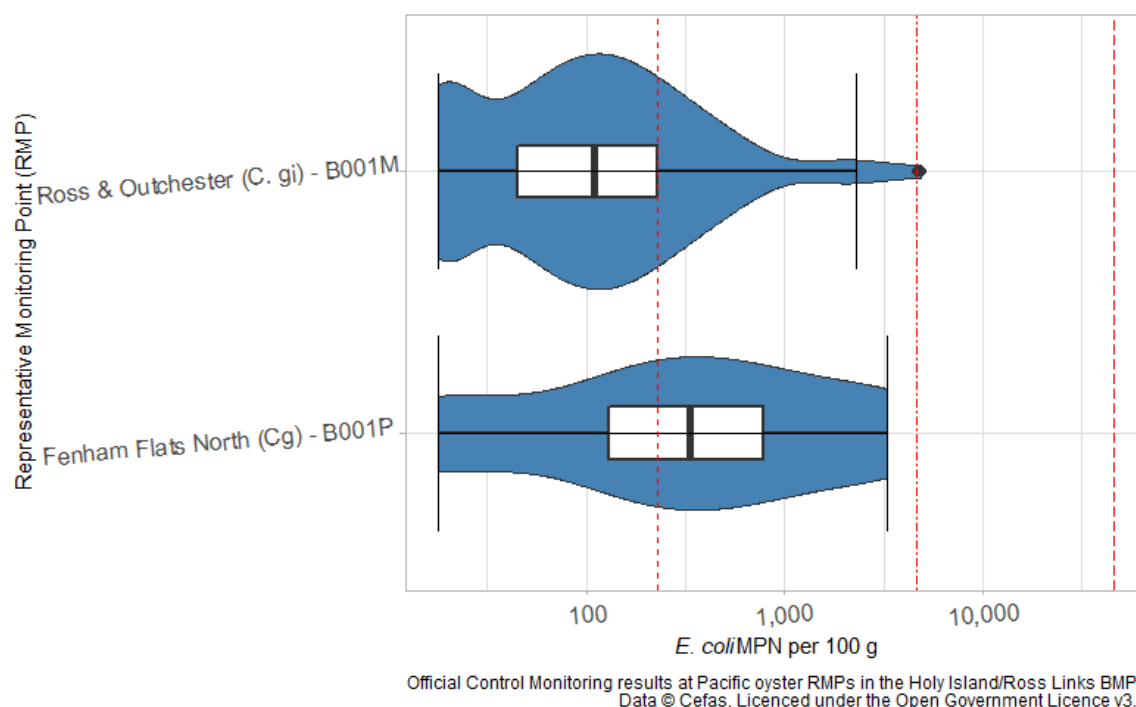 Representative Monitoring Point (RMP)
Ross & Outchester (C. gi) - B001M
Fenham Flats North (Cg) - B001P
100
1,000
10,000
E. coliMPN per 100 g
Official Control Monitoring results at Pacific oyster RMPs in the Holy Island/Ross Links BMP
Data © Cefas. Licenced under the Open Government Licence v3.